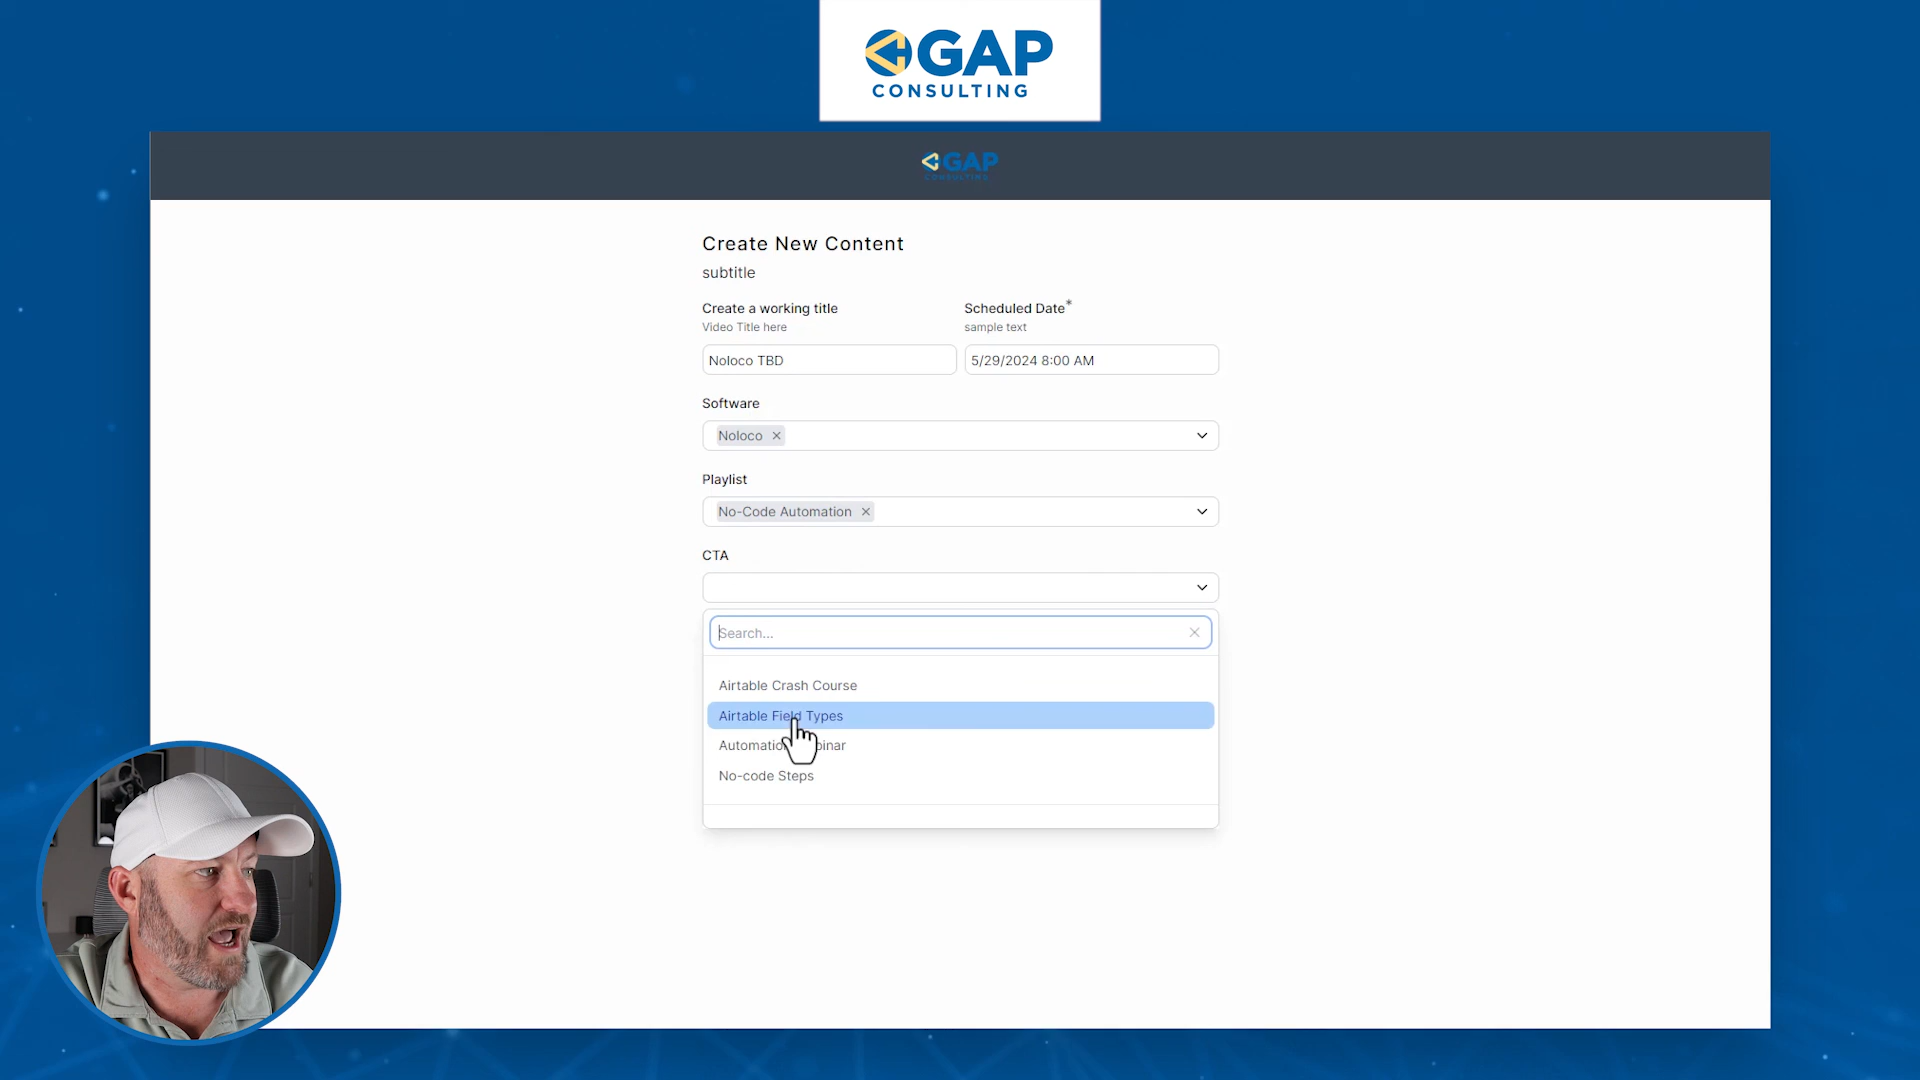 GAP
CONSULTING
GAP
CONSULTING
Create New Content
subtitle
Create a working title
Scheduled Date*
Video Title here
sample text
Noloco TBD
5/29/2024 8:00 AM
Software
Noloco
Playlist
No-Code Automation
CTA
Search...
Airtable Crash Course
Airtable Field Types
No-code Steps